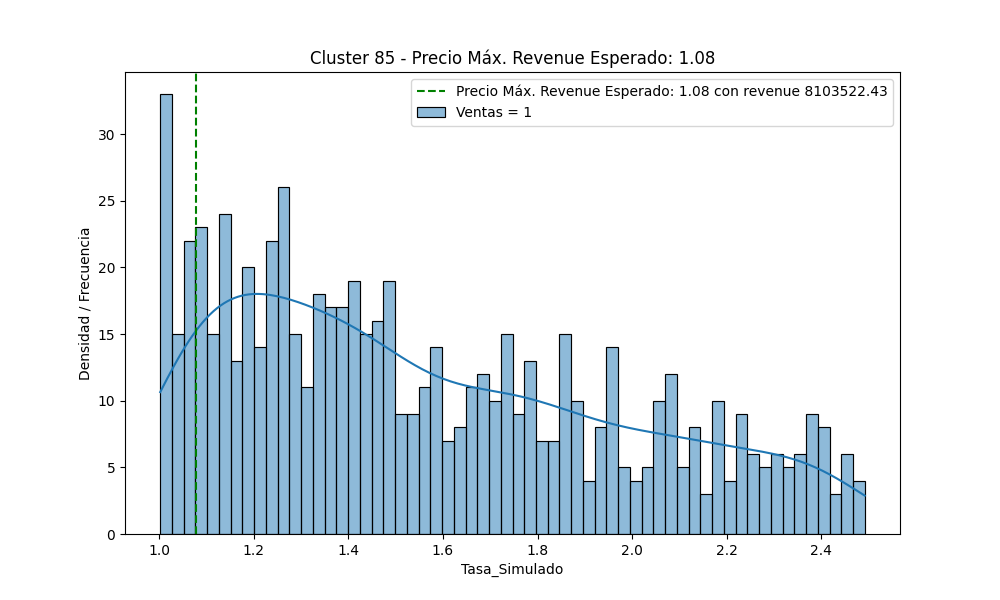 Cluster 85 - Precio Máx. Revenue Esperado: 1.08
Precio Máx. Revenue Esperado: 1.08 con revenue 8103522.43
Ventas = 1
Densidad / Frecuencia
30
25
20
15
10
5
0
1.0 1.2 1.4 1.6 1.8 2.0 2.2 2.4
Tasa_Simulado